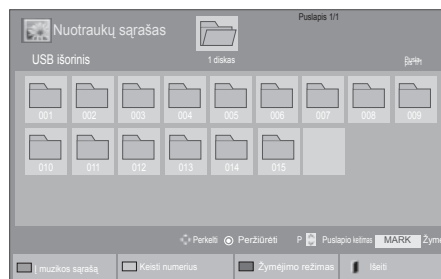 Puslapis 1/1
Nuotraukų sąrašas
USB išorinis
1 diskas
001 002 003 004 005 006 007 008 009
010 011 012 013 014 015
Perkelti Peržiūrėti P Puslapio keitmas MARK Žymė
Į muzikos sąrašą Keisti numerius Žymėjimo režimas Išeiti